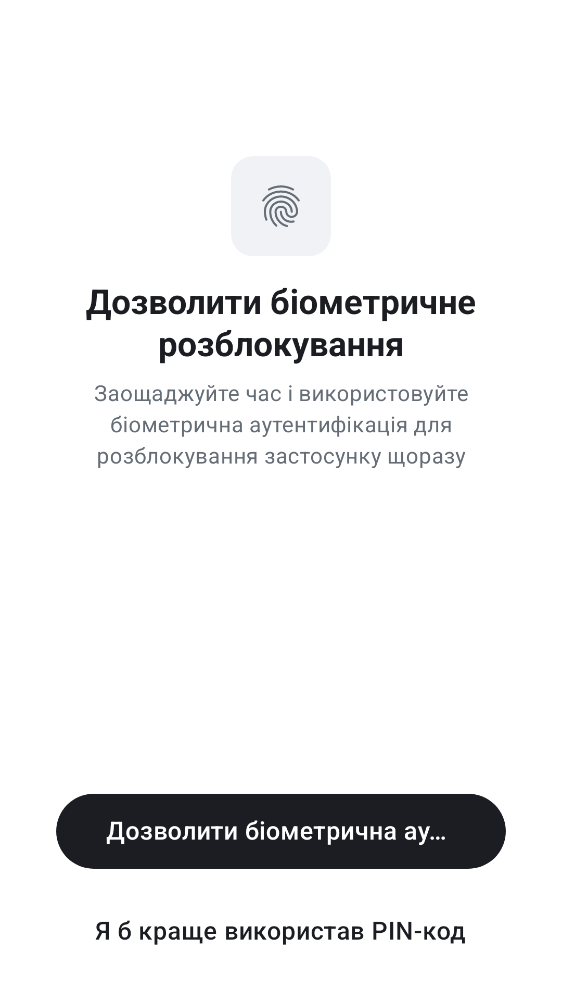 Дозволити біометричне
розблокування
Заощаджуйте час і використовуйте
біометрична аутентифікація для
розблокування застосунку щоразу
Дозволити біометрична ау...
Я б краще використав PIN-код